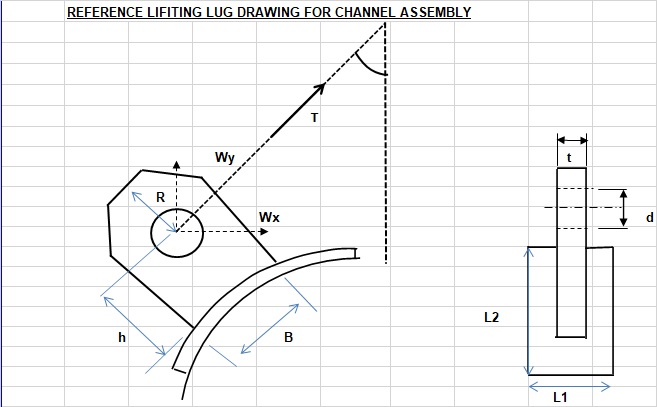 REFERENCE LIFITING LUG DRAWING FOR CHANNEL ASSEMBLY
T
t
Wy
R
Wx
d
L2
h
B
L1